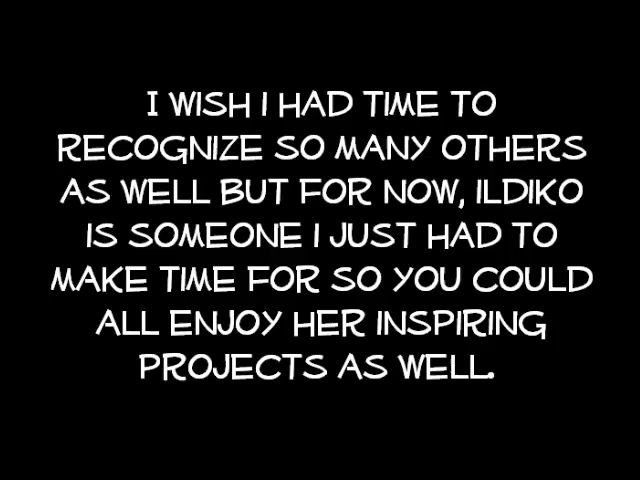 I WISH I HAD TIME TO
RECOGNIZE SO MANY OTHERS
AS WELL BUT FOR NOW, ILDIKO
IS SOMEONE I JUST HAD TO
MAKE TIME FOR SO YOU COULD
ALL ENJOY HER INSPIRING
PROJECTS AS WELL.